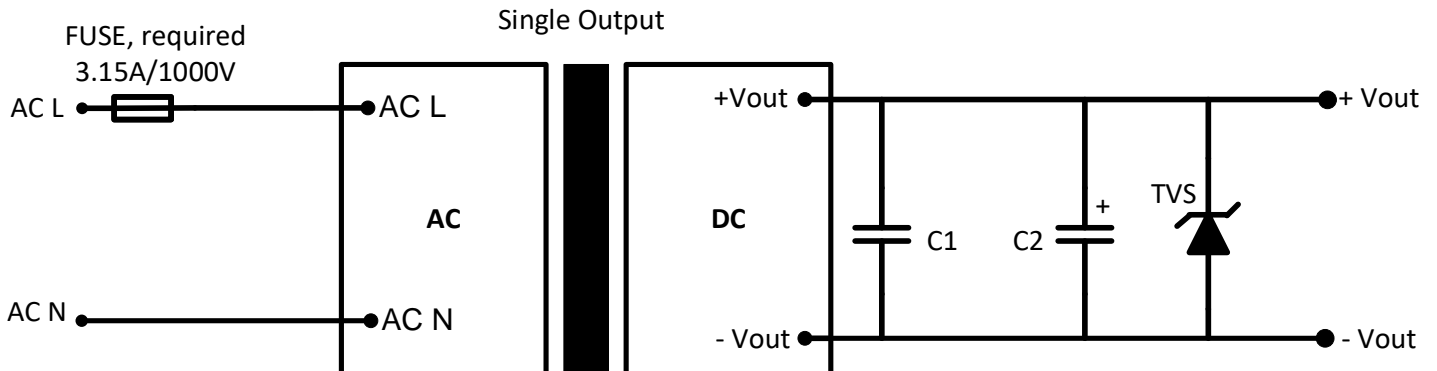 Single Output
FUSE, required
3.15A/1000V
AC L
AC L
+Vout
+ Vout
TVS
+
AC
DC
C1
C2
AC N
AC N
- Vout
- Vout